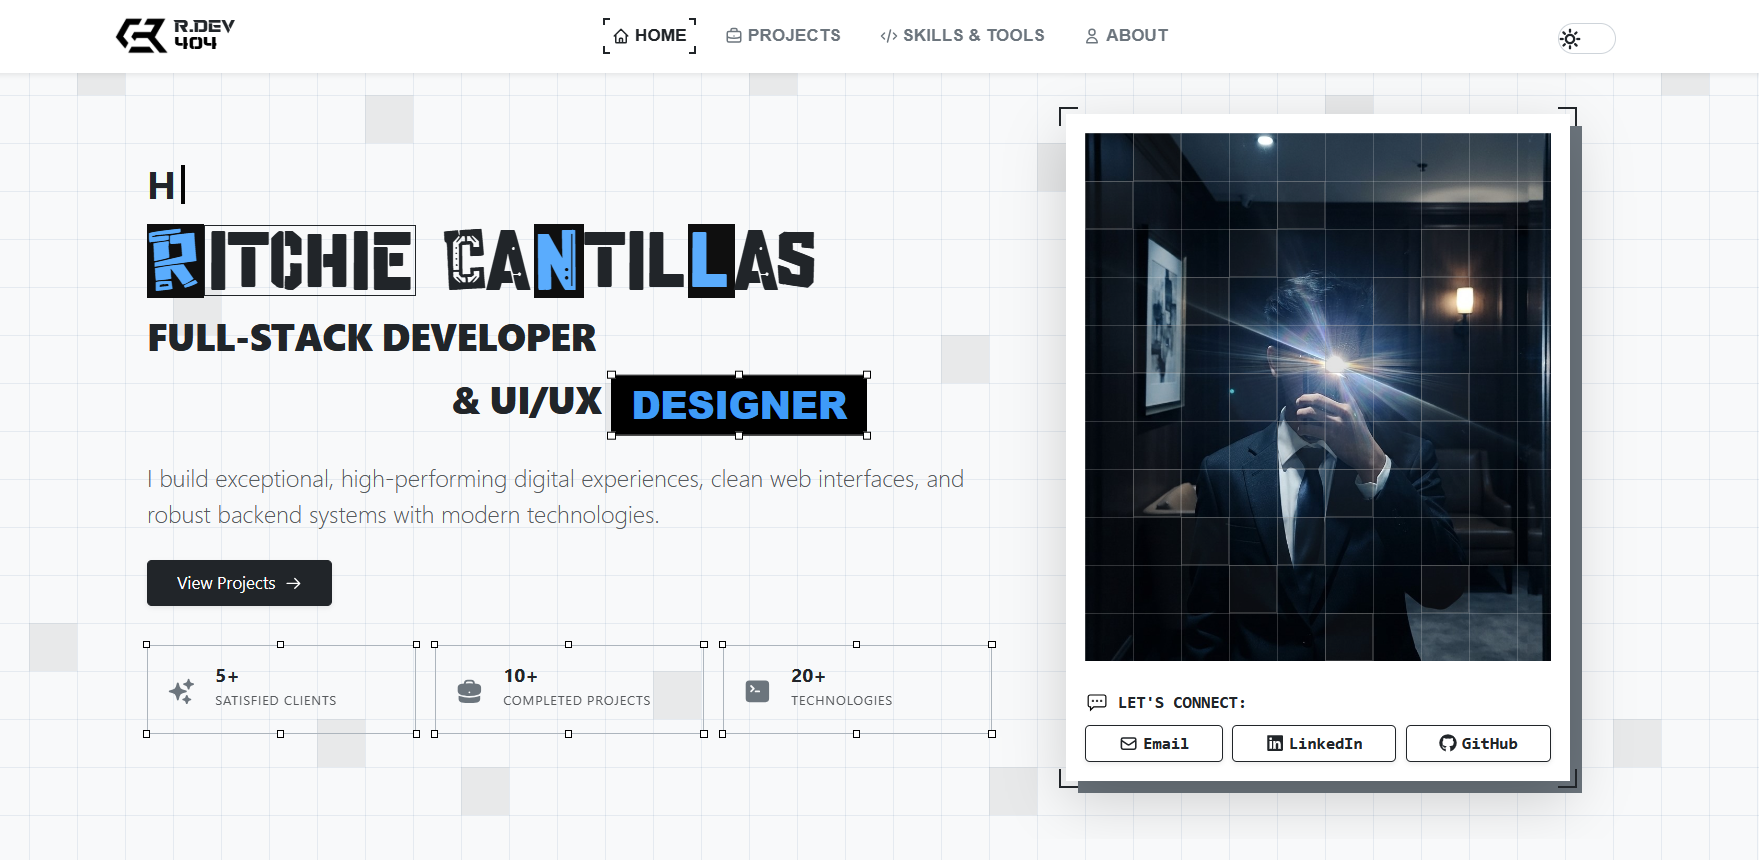 R.DEV
404
HOME
PROJECTS
</> SKILLS & TOOLS
ABOUT
H
RITCHIE CANTILLAS
FULL-STACK DEVELOPER
& UI/UX DESIGNER
I build exceptional, high-performing digital experiences, clean web interfaces, and
robust backend systems with modern technologies.
View Projects →
5+
SATISFIED CLIENTS
10+
COMPLETED PROJECTS
20+
TECHNOLOGIES
LET'S CONNECT:
Email
LinkedIn
GitHub